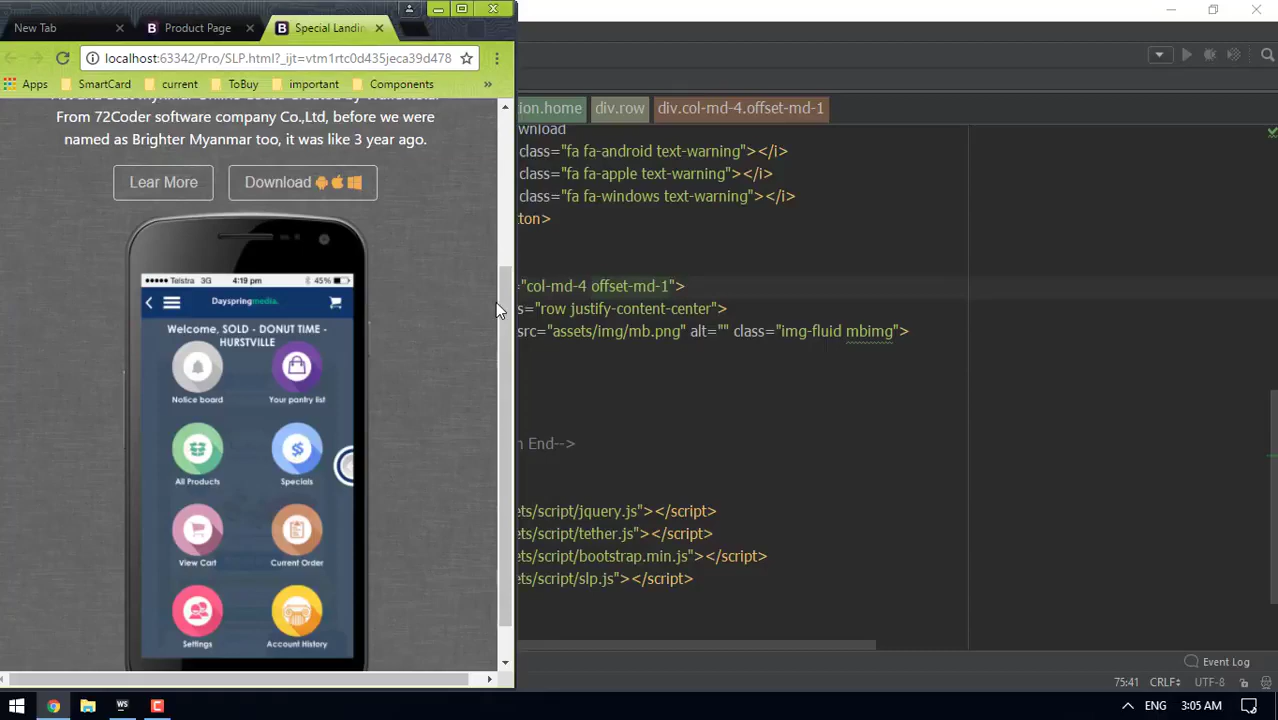 New Tab
Product Page
Special Landin
localhost:63342/Pro/SLP.html?_ijt=vtm1rtc0d435jeca39d478
Apps
SmartCard
current
ToBuy
important
Components
»
From 72Coder software company Co.,Ltd, before we were
named as Brighter Myanmar too, it was like 3 year ago.
Lear More
Download
Telstra 3G
4:19 pm
45%
Dayspringmedia.
Welcome, SOLD - DONUT TIME -
HURSTVILLE
Notice board
Your pantry list
All Products
Specials
View Cart
Current Order
Settings
Account History
ion.home
div.row
div.col-md-4.offset-md-1
wnload
class="fa fa-android text-warning"></i>
class="fa fa-apple text-warning"></i>
class="fa fa-windows text-warning"></i>
ton>
="col-md-4 offset-md-1">
s="row justify-content-center">
src="assets/img/mb.png" alt="" class="img-fluid mbimg">
n End-->
ets/script/jquery.js"></script>
ets/script/tether.js"></script>
ets/script/bootstrap.min.js"></script>
ets/script/slp.js"></script>
Event Log
75:41
CRLF
UTF-8
WS
C
ENG
3:05 AM